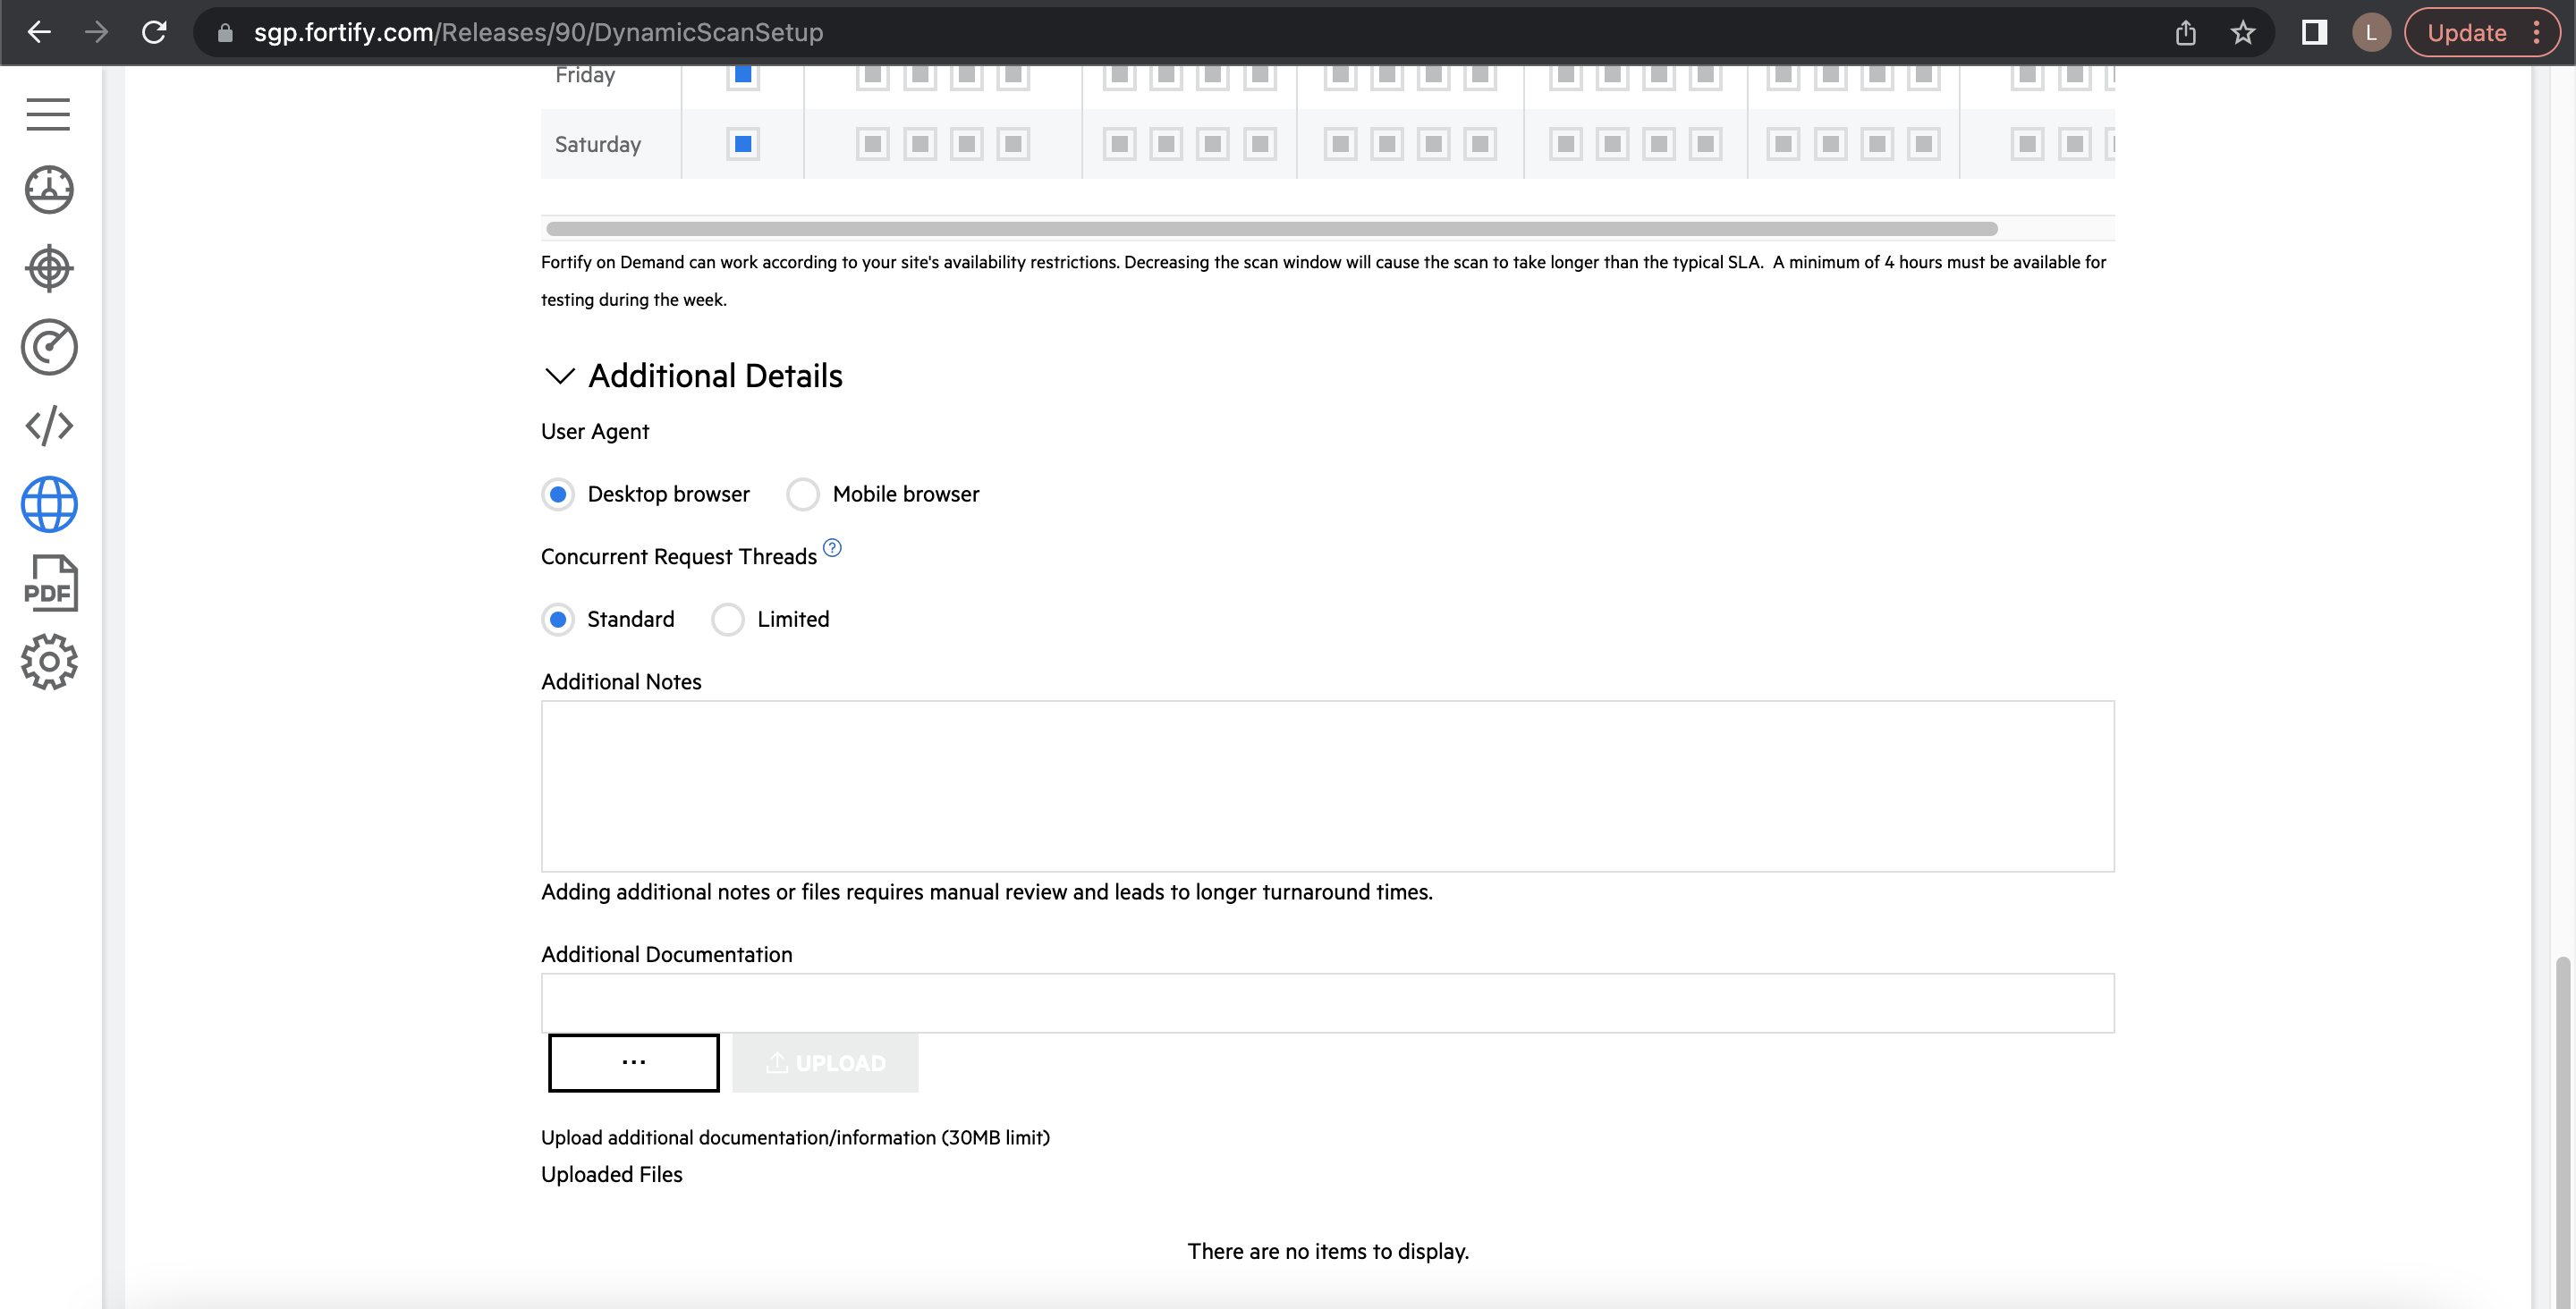 sgp.fortify.com/Releases/90/DynamicScanSetup
L
Update
Friday
Saturday
Fortify on Demand can work according to your site's availability restrictions. Decreasing the scan window will cause the scan to take longer than the typical SLA.  A minimum of 4 hours must be available for
testing during the week.
Additional Details
User Agent
Desktop browser
Mobile browser
Concurrent Request Threads ?
Standard
Limited
PDF
Additional Notes
Adding additional notes or files requires manual review and leads to longer turnaround times.
Additional Documentation
...
UPLOAD
Upload additional documentation/information (30MB limit)
Uploaded Files
There are no items to display.